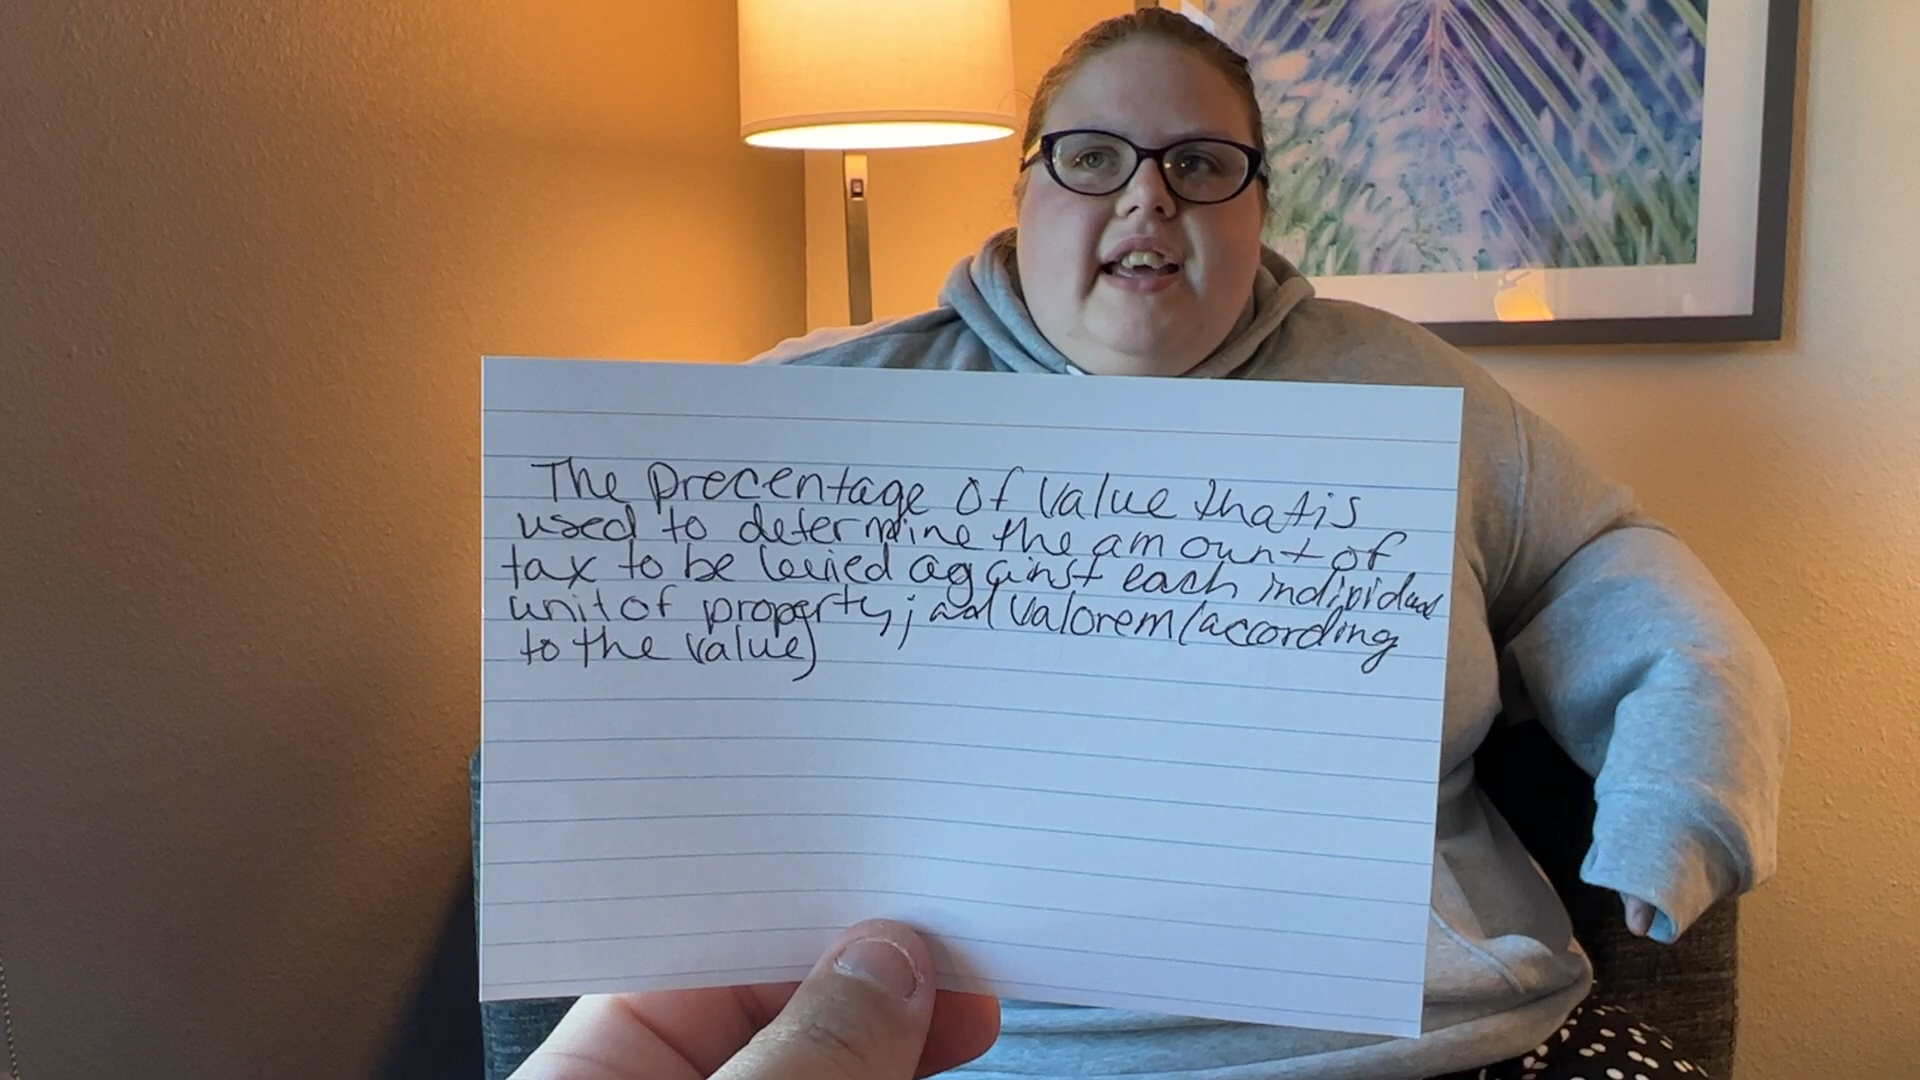 The precentage of value that is
used to determine the amount of
tax to be levied against each individual
unit of property; ad valorem (according
to the value)